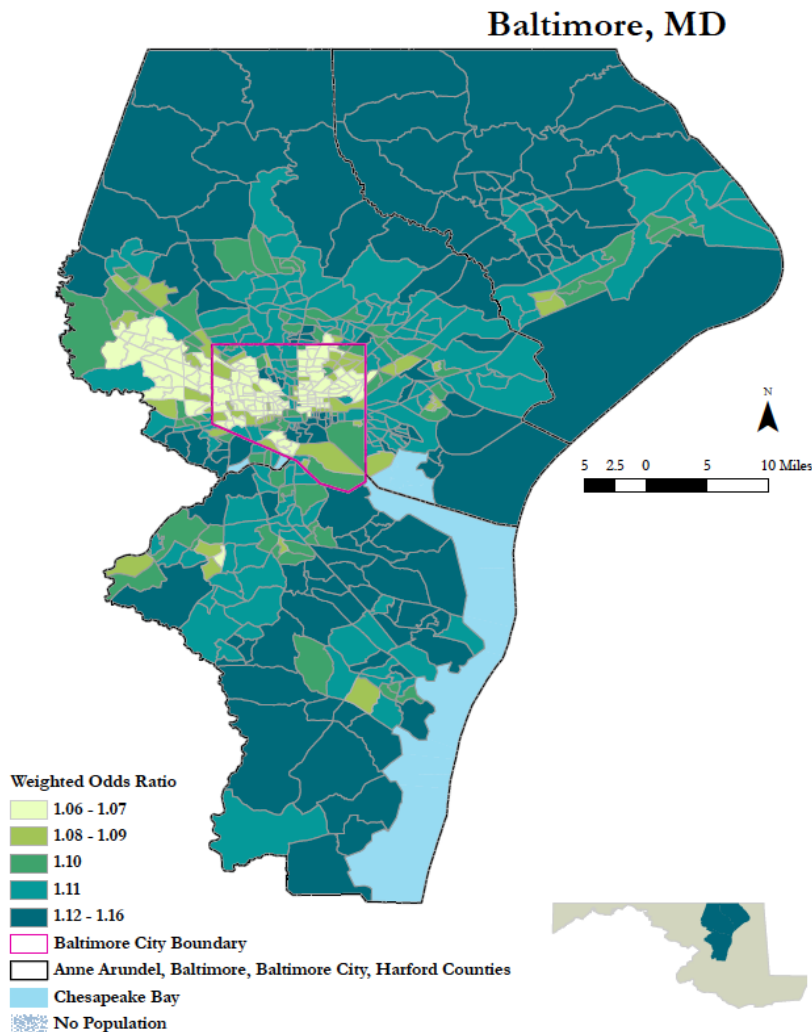 Baltimore, MD
N
5 2.5 0 5 10 Miles
Weighted Odds Ratio
1.06 - 1.07
1.08 - 1.09
1.10
1.11
1.12 - 1.16
Baltimore City Boundary
Anne Arundel, Baltimore, Baltimore City, Harford Counties
Chesapeake Bay
No Population